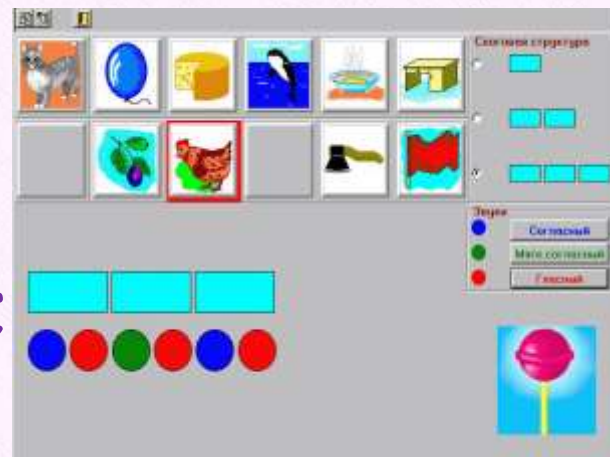 Слоговая структура
Звуки
Согласный
Мягк.согласный
Гласный